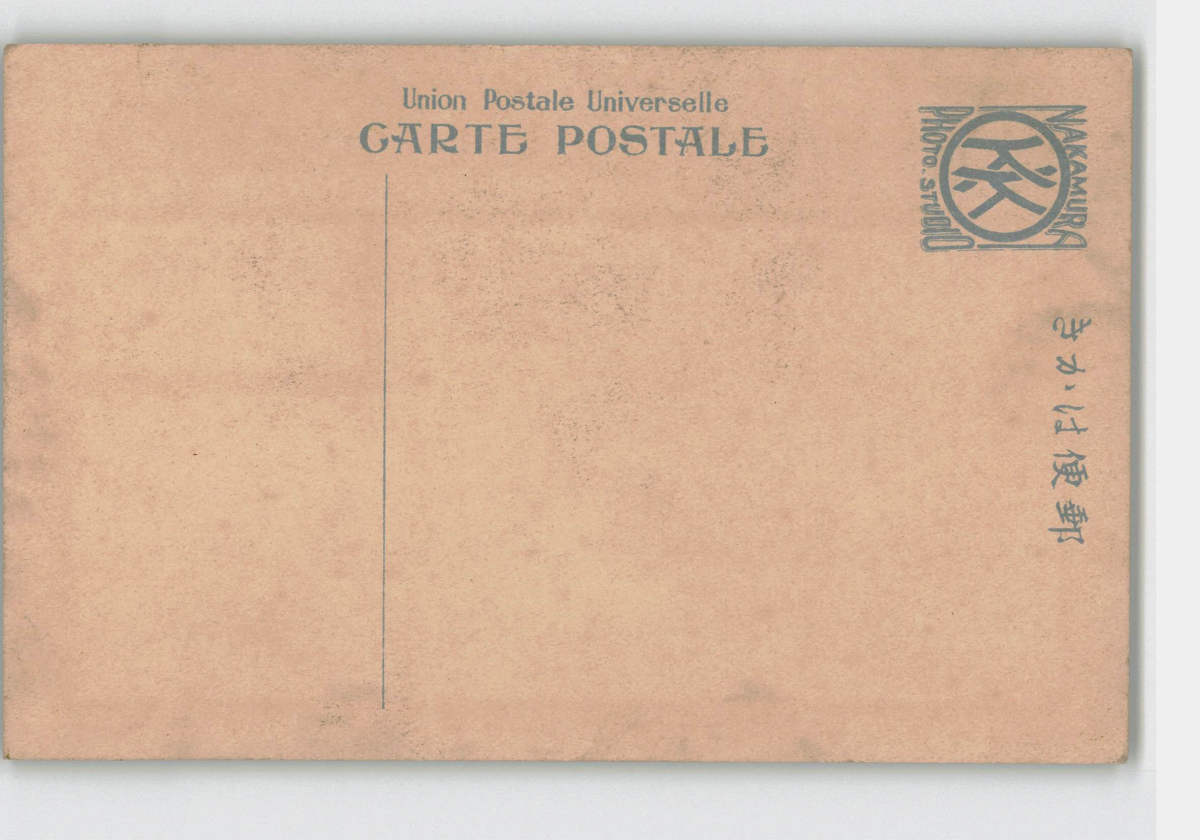 Union Postale Universelle
CARTE POSTALE
NAKAMURA
K.K
PHOTO. STUDIO
きかは便郵